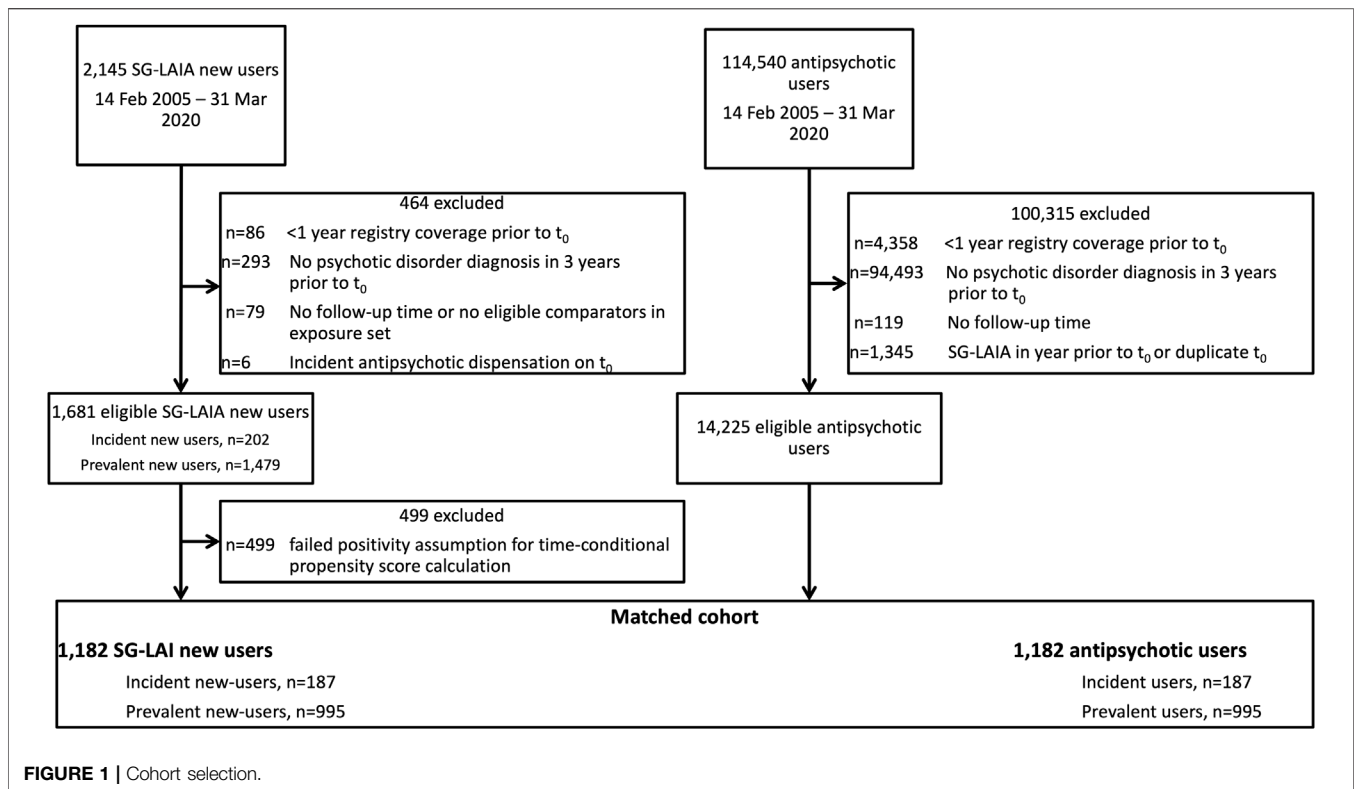 2,145 SG-LAIA new users
14 Feb 2005 – 31 Mar
2020
114,540 antipsychotic
users
14 Feb 2005 – 31 Mar
2020
464 excluded
n=86 <1 year registry coverage prior to t0
n=293 No psychotic disorder diagnosis in 3 years
prior to t0
n=79 No follow-up time or no eligible comparators in
exposure set
n=6 Incident antipsychotic dispensation on t0
100,315 excluded
n=4,358 <1 year registry coverage prior to t0
n=94,493 No psychotic disorder diagnosis in 3 years
prior to t0
n=119 No follow-up time
n=1,345 SG-LAIA in year prior to t0 or duplicate t0
1,681 eligible SG-LAIA new users
Incident new users, n=202
Prevalent new users, n=1,479
14,225 eligible antipsychotic
users
499 excluded
n=499 failed positivity assumption for time-conditional
propensity score calculation
Matched cohort
1,182 SG-LAI new users
Incident new-users, n=187
Prevalent new-users, n=995
1,182 antipsychotic users
Incident users, n=187
Prevalent users, n=995
FIGURE 1 | Cohort selection.